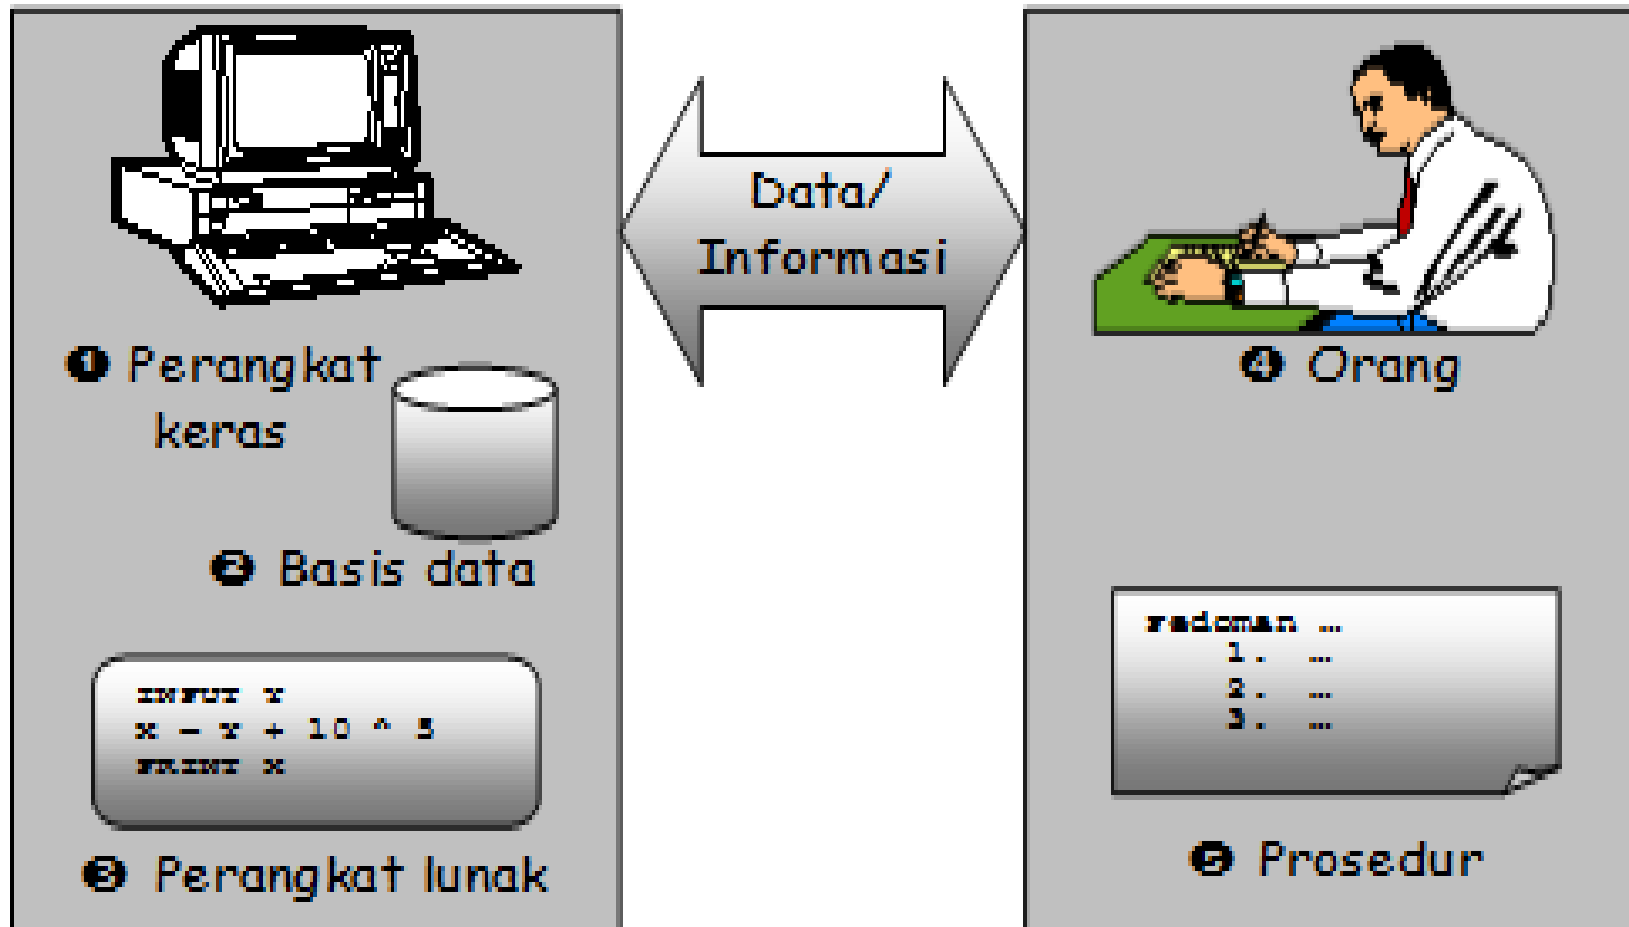 ❶ Perangkat
keras
❷ Basis data
INPUT Y
X = Y + 10 ^ 5
PRINT X
❸ Perangkat lunak
Data/
Informasi
❹ Orang
Pedoman …
1. …
2. …
3. …
❺ Prosedur